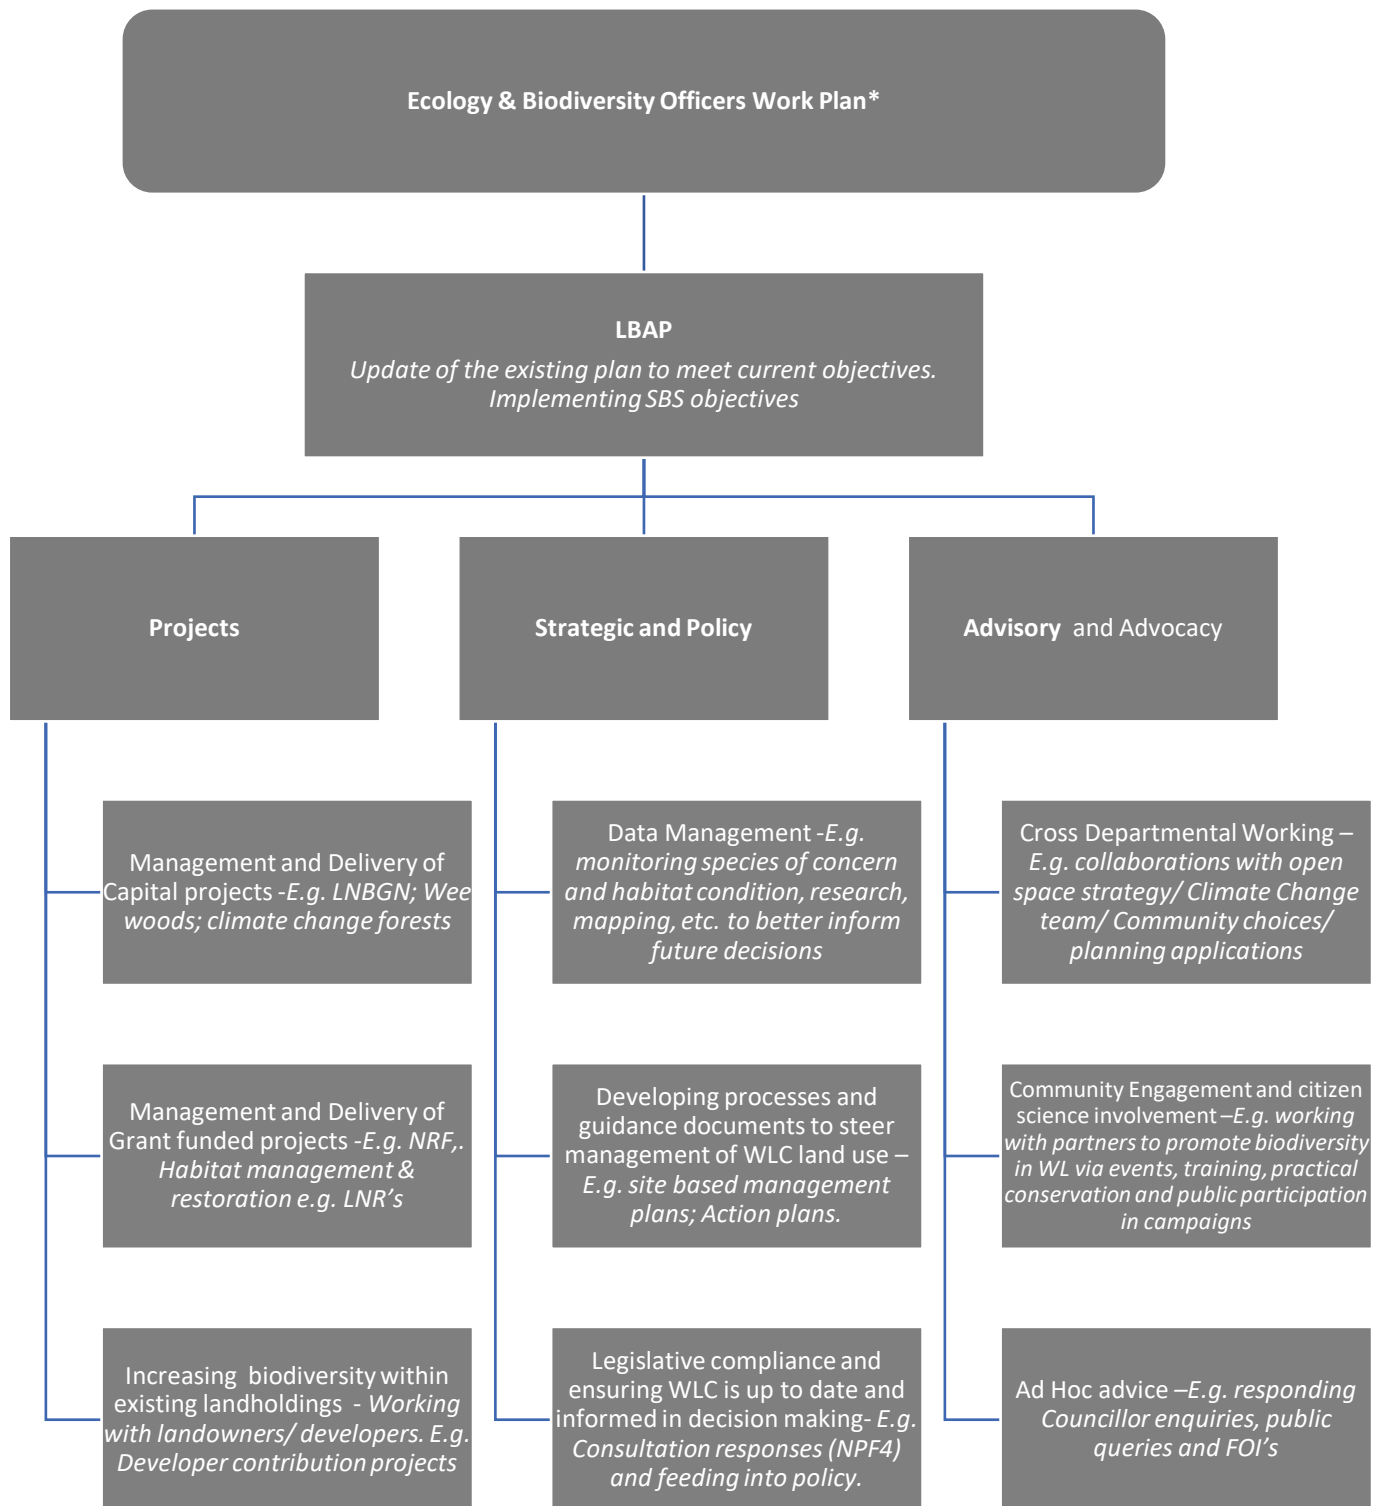 Ecology & Biodiversity Officers Work Plan*
LBAP
Update of the existing plan to meet current objectives.
Implementing SBS objectives
Projects
Strategic and Policy
Advisory and Advocacy
Management and Delivery of
Capital projects -E.g. LNBGN; Wee
woods; climate change forests
Data Management -E.g.
monitoring species of concern
and habitat condition, research,
mapping, etc. to better inform
future decisions
Cross Departmental Working –
E.g. collaborations with open
space strategy/ Climate Change
team/ Community choices/
planning applications
Management and Delivery of
Grant funded projects -E.g. NRF,.
Habitat management &
restoration e.g. LNR's
Developing processes and
guidance documents to steer
management of WLC land use –
E.g. site based management
plans; Action plans.
Community Engagement and citizen
science involvement –E.g. working
with partners to promote biodiversity
in WL via events, training, practical
conservation and public participation
in campaigns
Increasing biodiversity within
existing landholdings - Working
with landowners/ developers. E.g.
Developer contribution projects
Legislative compliance and
ensuring WLC is up to date and
informed in decision making- E.g.
Consultation responses (NPF4)
and feeding into policy.
Ad Hoc advice –E.g. responding
Councillor enquiries, public
queries and FOI's